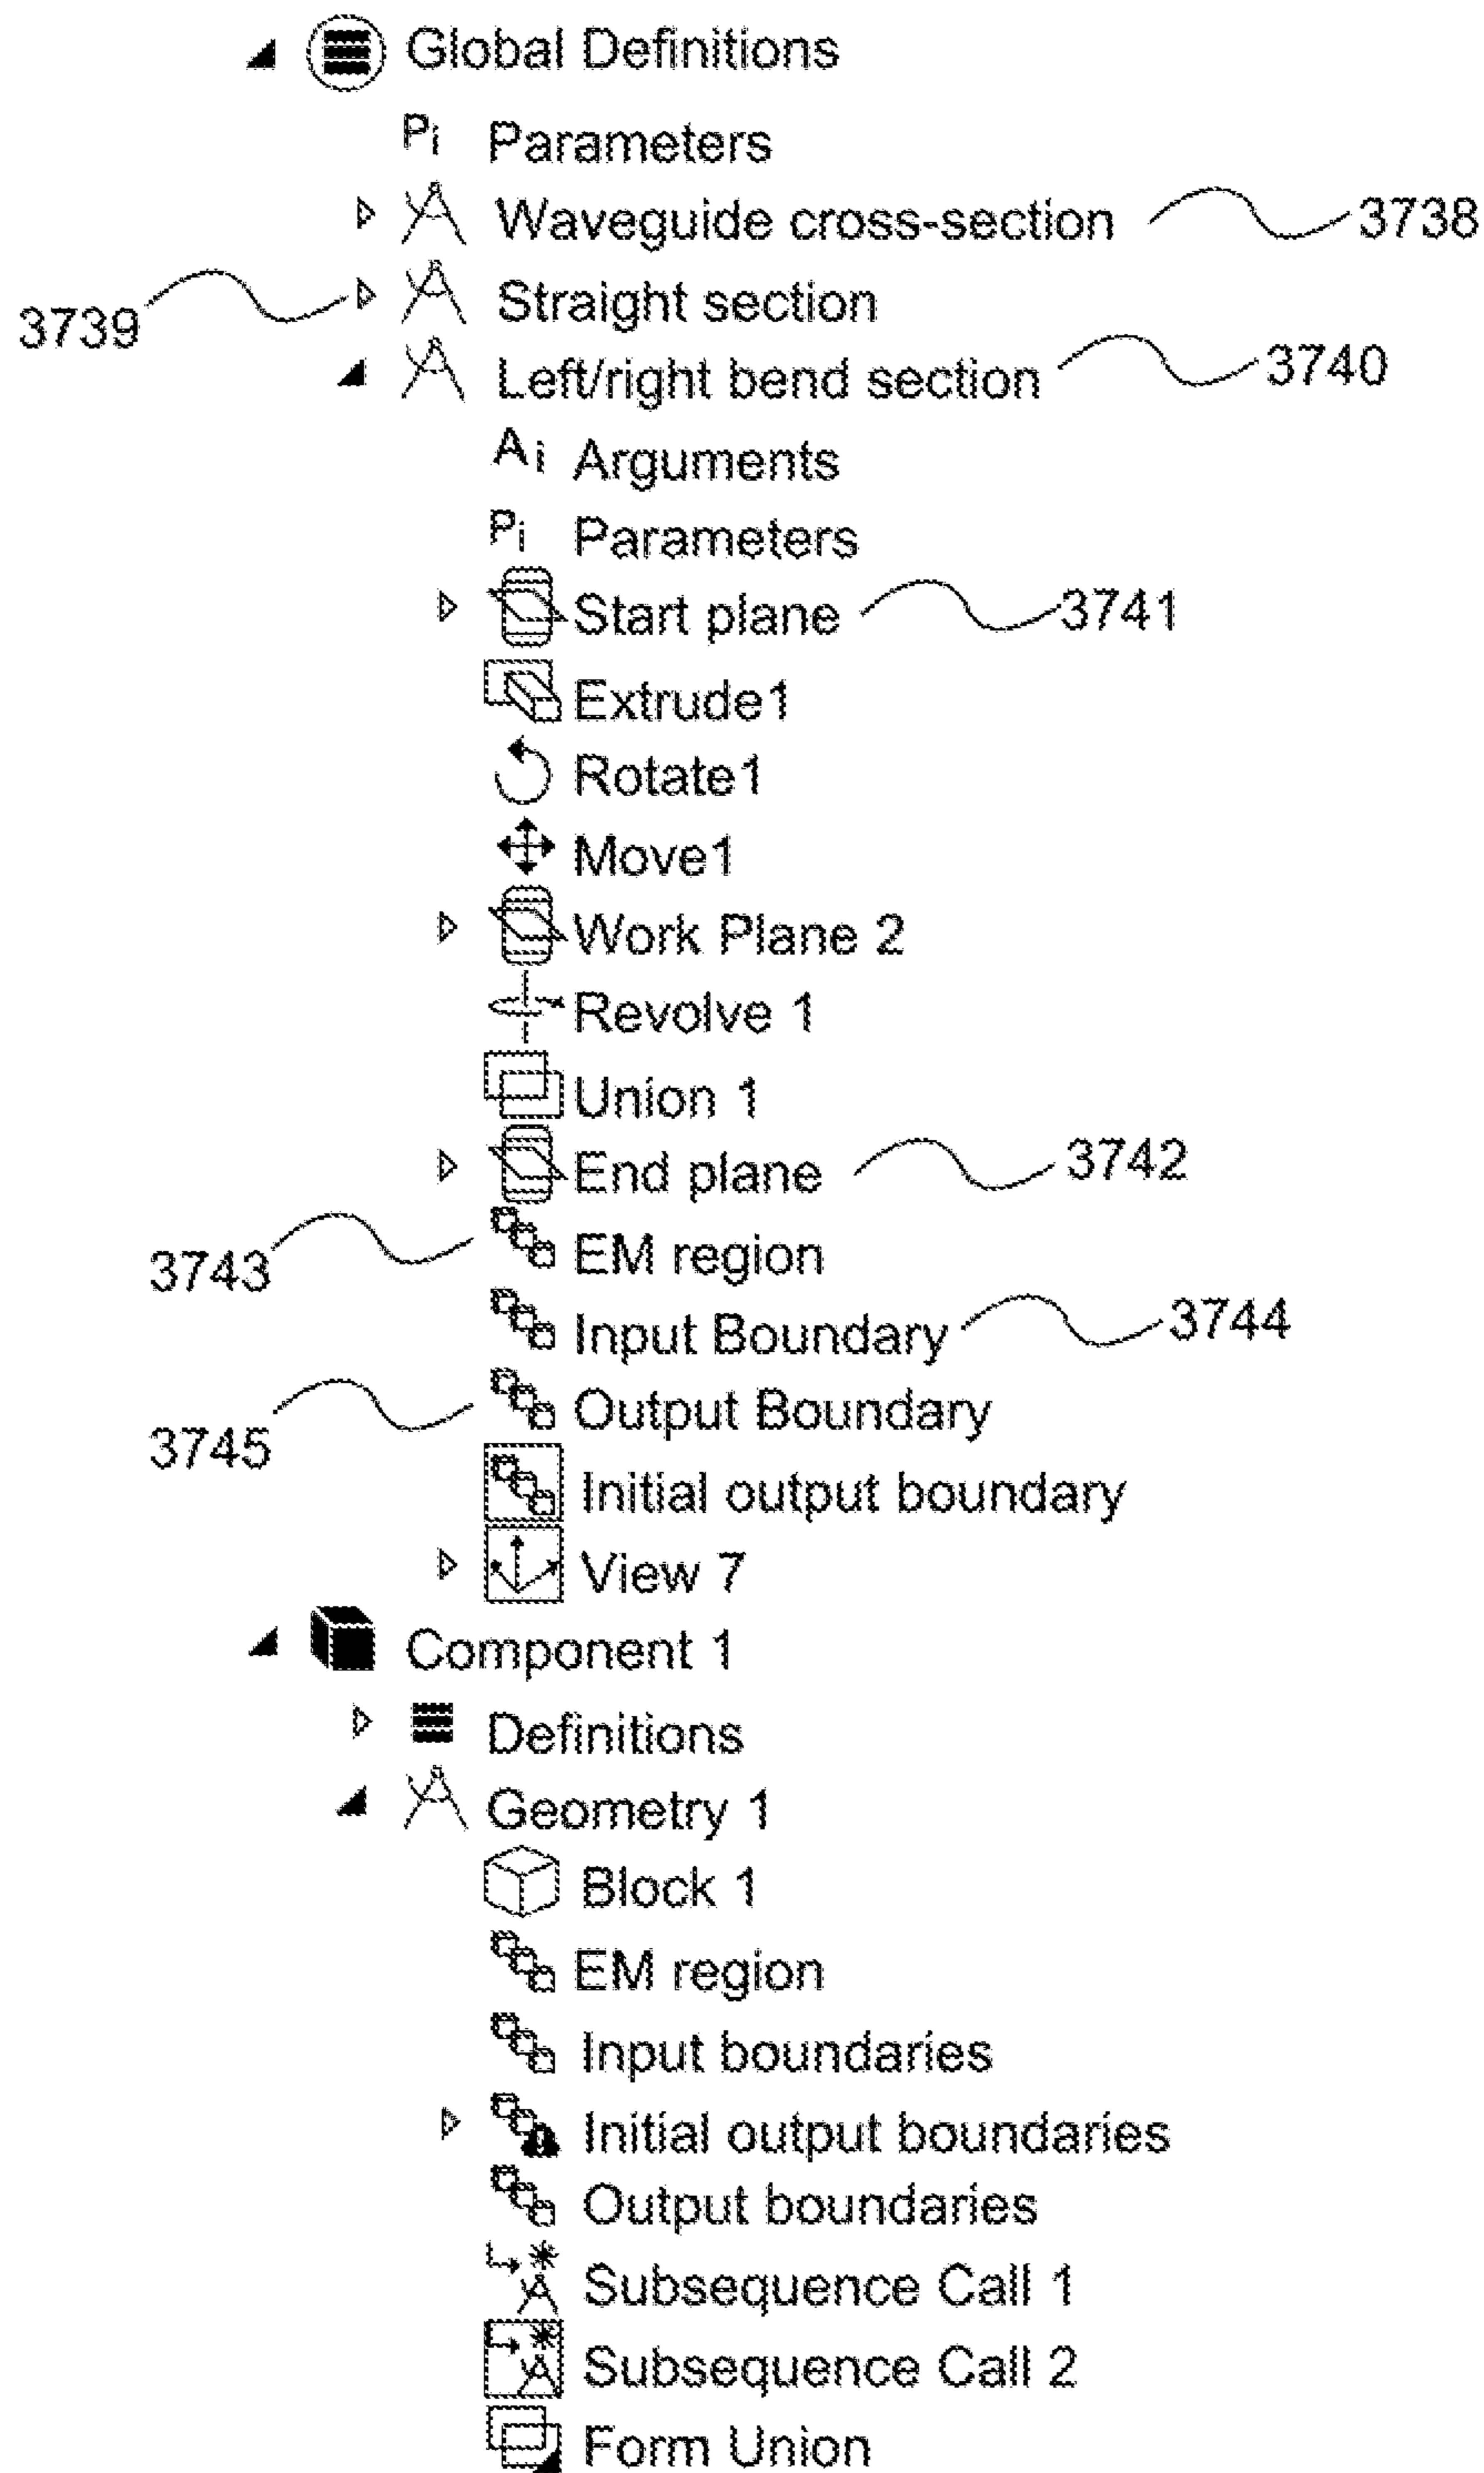 Global Definitions
Pi Parameters
Waveguide cross-section 3738
3739 Straight section
Left/right bend section 3740
Ai Arguments
Pi Parameters
Start plane 3741
Extrude1
Rotate1
Move1
Work Plane 2
Revolve 1
Union 1
End plane 3742
3743 EM region
Input Boundary 3744
3745 Output Boundary
Initial output boundary
View 7
Component 1
Definitions
Geometry 1
Block 1
EM region
Input boundaries
Initial output boundaries
Output boundaries
Subsequence Call 1
Subsequence Call 2
Form Union